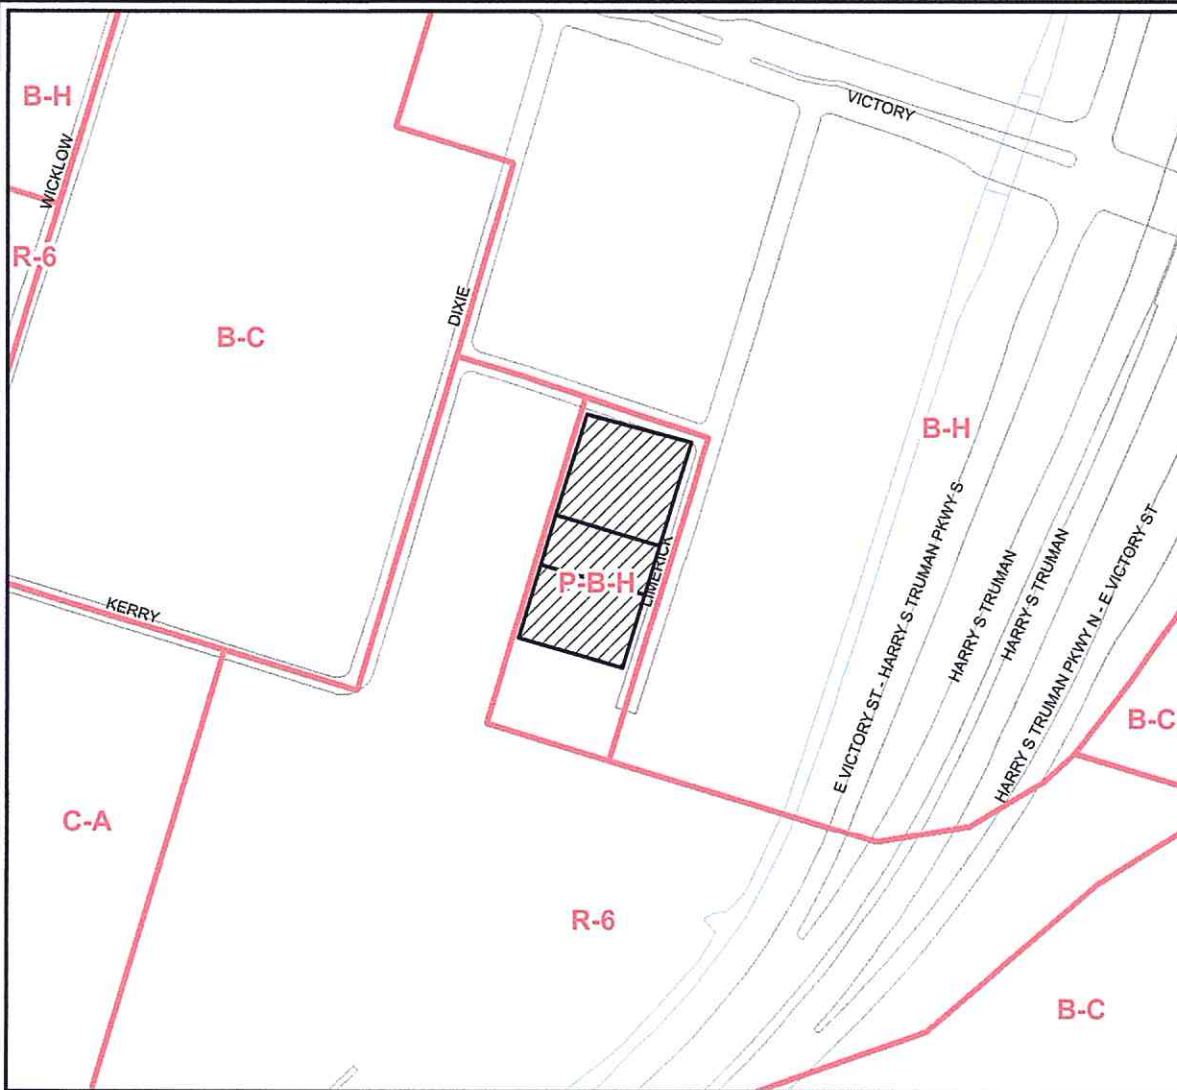 B-H
VICTORY
WICKLOW
R-6
DIXIE
B-C
B-H
LIMERICK
P-B-H
E VICTORY ST - HARRY S TRUMAN PKWY S
HARRY S TRUMAN
HARRY S TRUMAN
HARRY S TRUMAN PKWY N - E VICTORY ST
KERRY
B-C
C-A
R-6
B-C